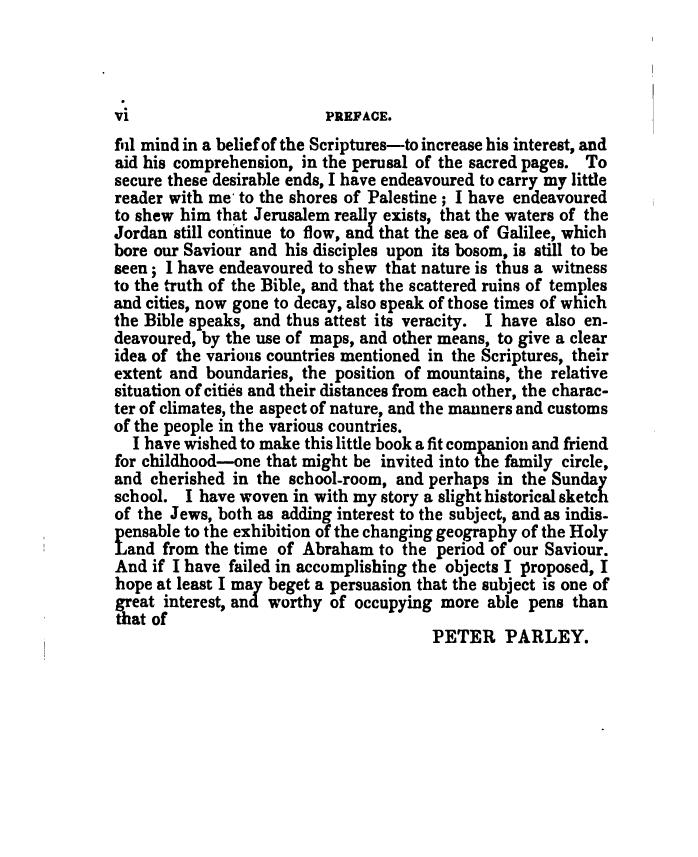 vi PREFACE.
ful mind in a belief of the Scriptures—to increase his interest, and
aid his comprehension, in the perusal of the sacred pages. To
secure these desirable ends, I have endeavoured to carry my little
reader with me to the shores of Palestine; I have endeavoured
to shew him that Jerusalem really exists, that the waters of the
Jordan still continue to flow, and that the sea of Galilee, which
bore our Saviour and his disciples upon its bosom, is still to be
seen; I have endeavoured to shew that nature is thus a witness
to the truth of the Bible, and that the scattered ruins of temples
and cities, now gone to decay, also speak of those times of which
the Bible speaks, and thus attest its veracity. I have also en-
deavoured, by the use of maps, and other means, to give a clear
idea of the various countries mentioned in the Scriptures, their
extent and boundaries, the position of mountains, the relative
situation of cities and their distances from each other, the charac-
ter of climates, the aspect of nature, and the manners and customs
of the people in the various countries.
I have wished to make this little book a fit companion and friend
for childhood—one that might be invited into the family circle,
and cherished in the school-room, and perhaps in the Sunday
school. I have woven in with my story a slight historical sketch
of the Jews, both as adding interest to the subject, and as indis-
pensable to the exhibition of the changing geography of the Holy
Land from the time of Abraham to the period of our Saviour.
And if I have failed in accomplishing the objects I proposed, I
hope at least I may beget a persuasion that the subject is one of
great interest, and worthy of occupying more able pens than
that of
PETER PARLEY.